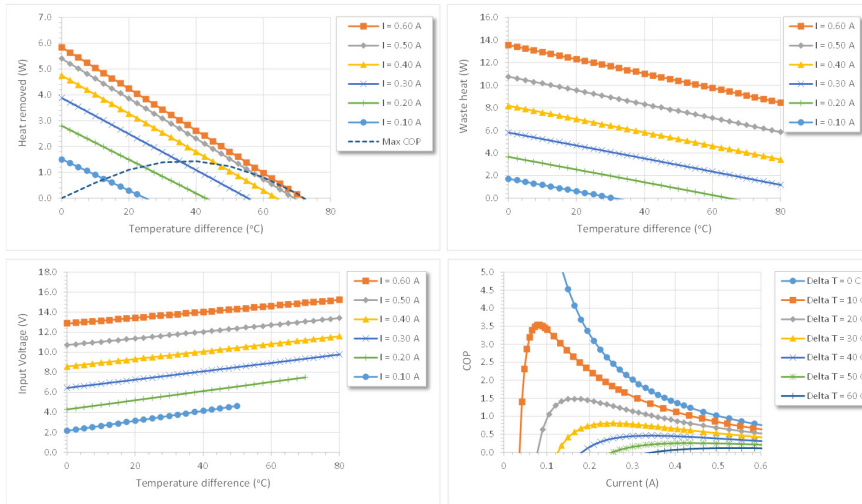 7.0
6.0
5.0
4.0
3.0
2.0
1.0
0.0
Heat removed (W)
0
20
40
60
80
Temperature difference (°C)
I = 0.60 A
I = 0.50 A
I = 0.40 A
I = 0.30 A
I = 0.20 A
I = 0.10 A
Max COP
16.0
14.0
12.0
10.0
8.0
6.0
4.0
2.0
0.0
Waste heat (W)
0
20
40
60
80
Temperature difference (°C)
I = 0.60 A
I = 0.50 A
I = 0.40 A
I = 0.30 A
I = 0.20 A
I = 0.10 A
18.0
16.0
14.0
12.0
10.0
8.0
6.0
4.0
2.0
0.0
Input Voltage (V)
0
20
40
60
80
Temperature difference (°C)
I = 0.60 A
I = 0.50 A
I = 0.40 A
I = 0.30 A
I = 0.20 A
I = 0.10 A
5.0
4.5
4.0
3.5
3.0
2.5
2.0
1.5
1.0
0.5
0.0
COP
0
0.1
0.2
0.3
0.4
0.5
0.6
Current (A)
Delta T = 0 C
Delta T = 10
Delta T = 20
Delta T = 30
Delta T = 40
Delta T = 50
Delta T = 60